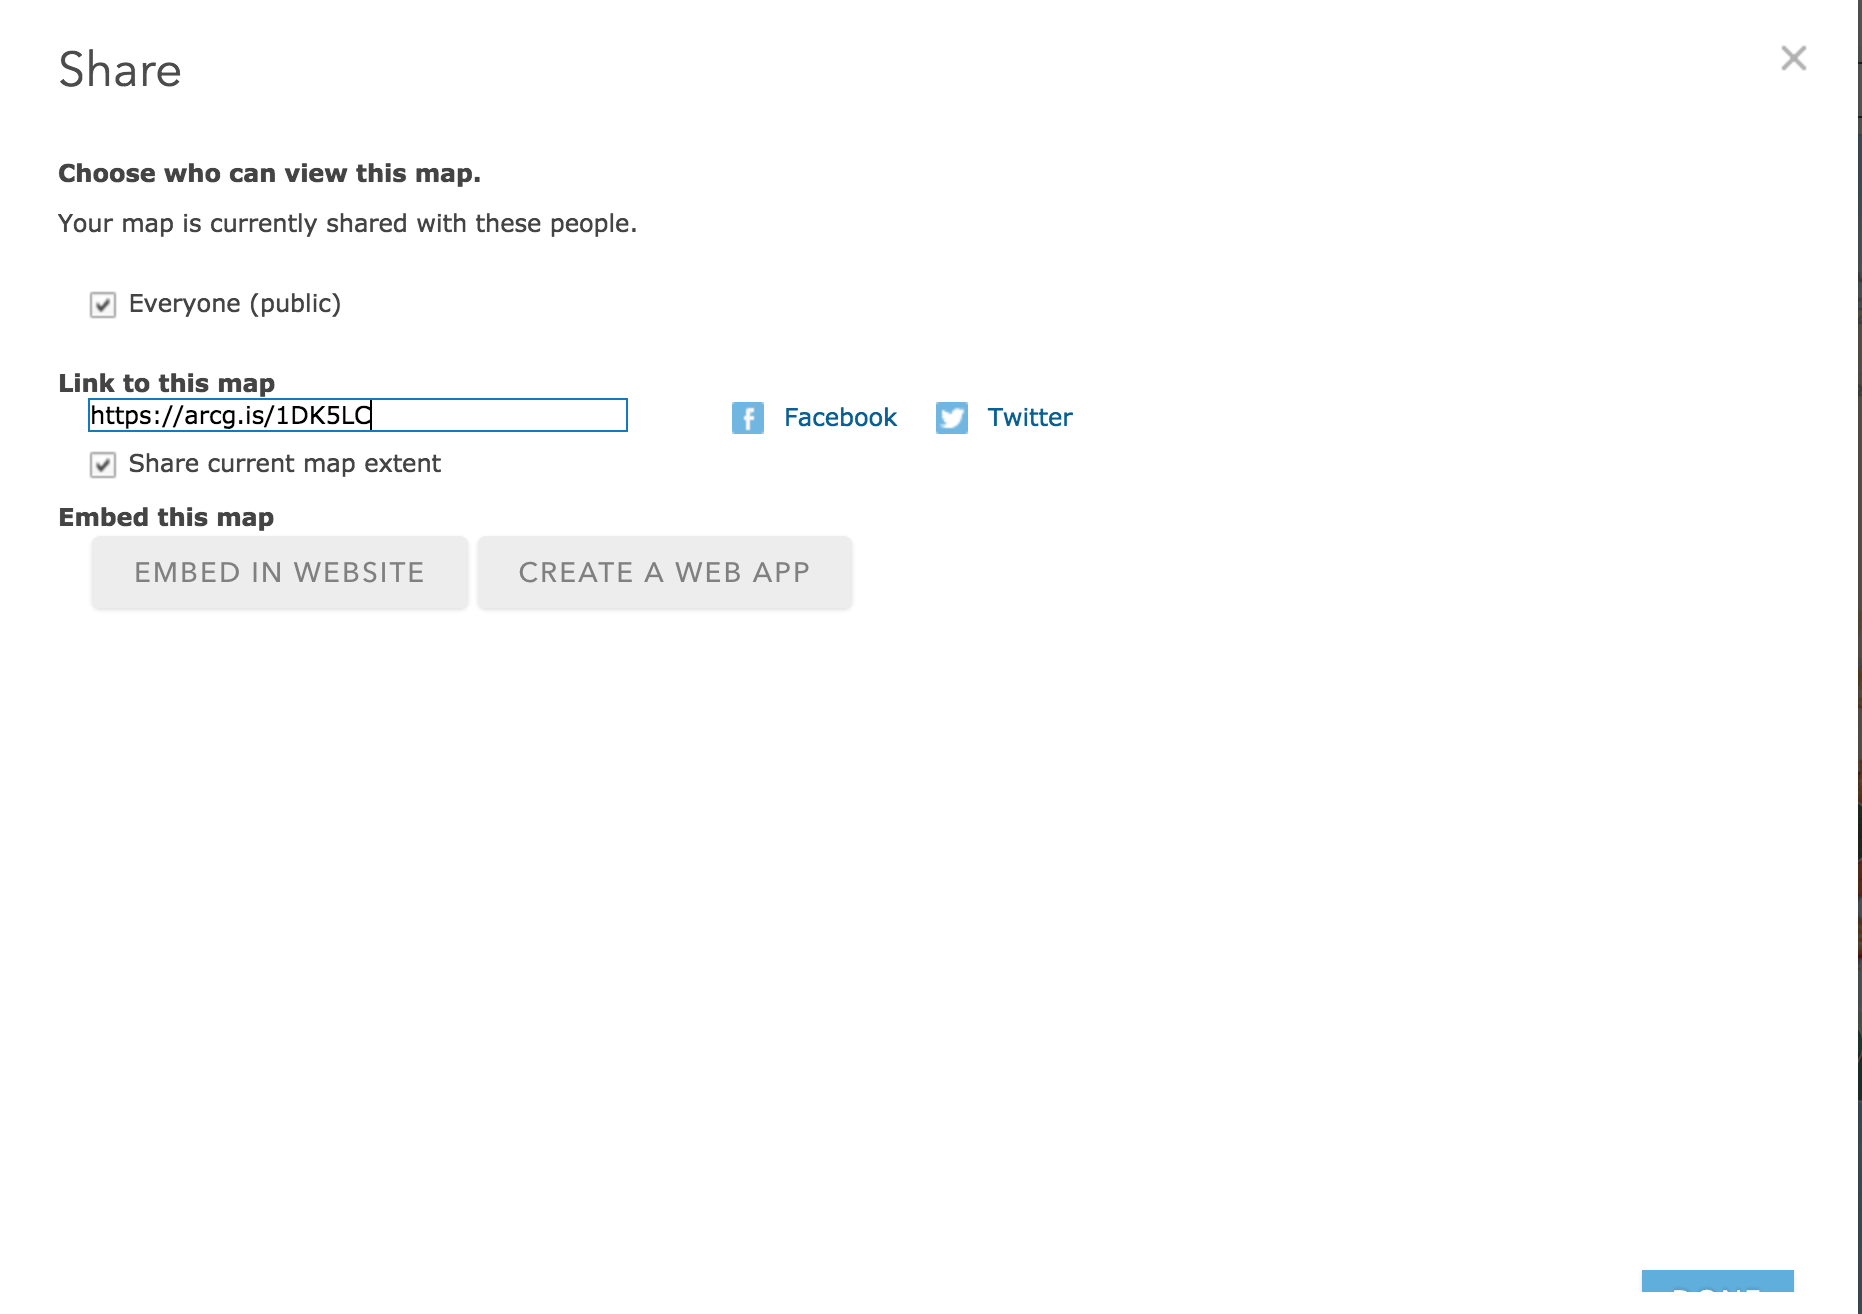 Share
Choose who can view this map.
Your map is currently shared with these people.
Everyone (public)
Link to this map
https://arcg.is/1DK5LC
Facebook Twitter
Share current map extent
Embed this map
EMBED IN WEBSITE CREATE A WEB APP
DONE